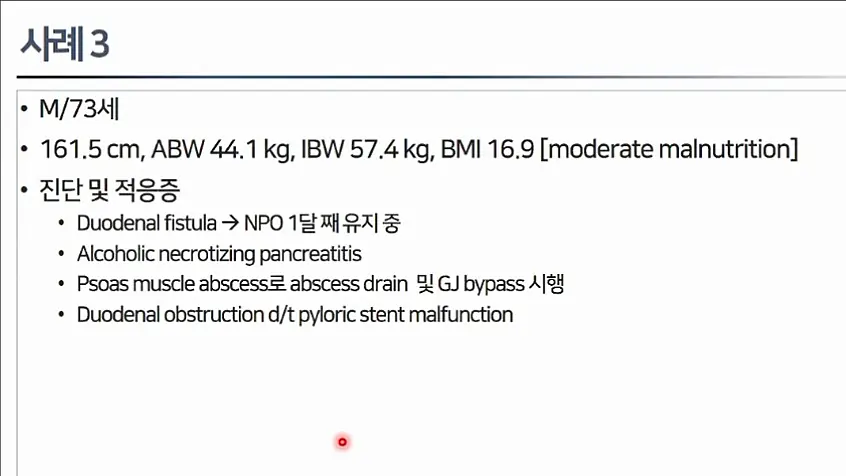 사례 3
• M/73세
• 161.5 cm, ABW 44.1 kg, IBW 57.4 kg, BMI 16.9 [moderate malnutrition]
• 진단 및 적응증
• Duodenal fistula → NPO 1달 째 유지 중
• Alcoholic necrotizing pancreatitis
• Psoas muscle abscess로 abscess drain 및 GJ bypass 시행
• Duodenal obstruction d/t pyloric stent malfunction